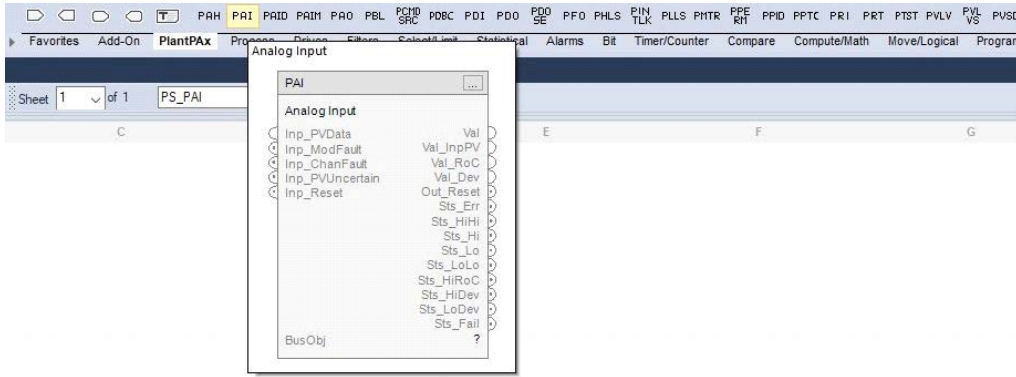 T PAH PAI PAID PAIM PAO PBL PCMD SRC PDBC PDI PDO PDO SE PFO PHLS PIN TLK PLLS PMTR PPE RM PPID PPTC PRI PRT PTST PVLV PVL VS PVSD
Favorites Add-On PlantPAx Process Drives Filters Select/Limit Statistical Alarms Bit Timer/Counter Compare Compute/Math Move/Logical Program
Analog Input
Sheet 1 of 1 PS_PAI
C E F G
PAI ...
Analog Input
Inp_PVData Val
Inp_ModFault Val_InpPV
Inp_ChanFault Val_RoC
Inp_PVUncertain Val_Dev
Inp_Reset Out_Reset
Sts_Err
Sts_HiHi
Sts_Hi
Sts_Lo
Sts_LoLo
Sts_HiRoC
Sts_HiDev
Sts_LoDev
Sts_Fail
BusObj ?